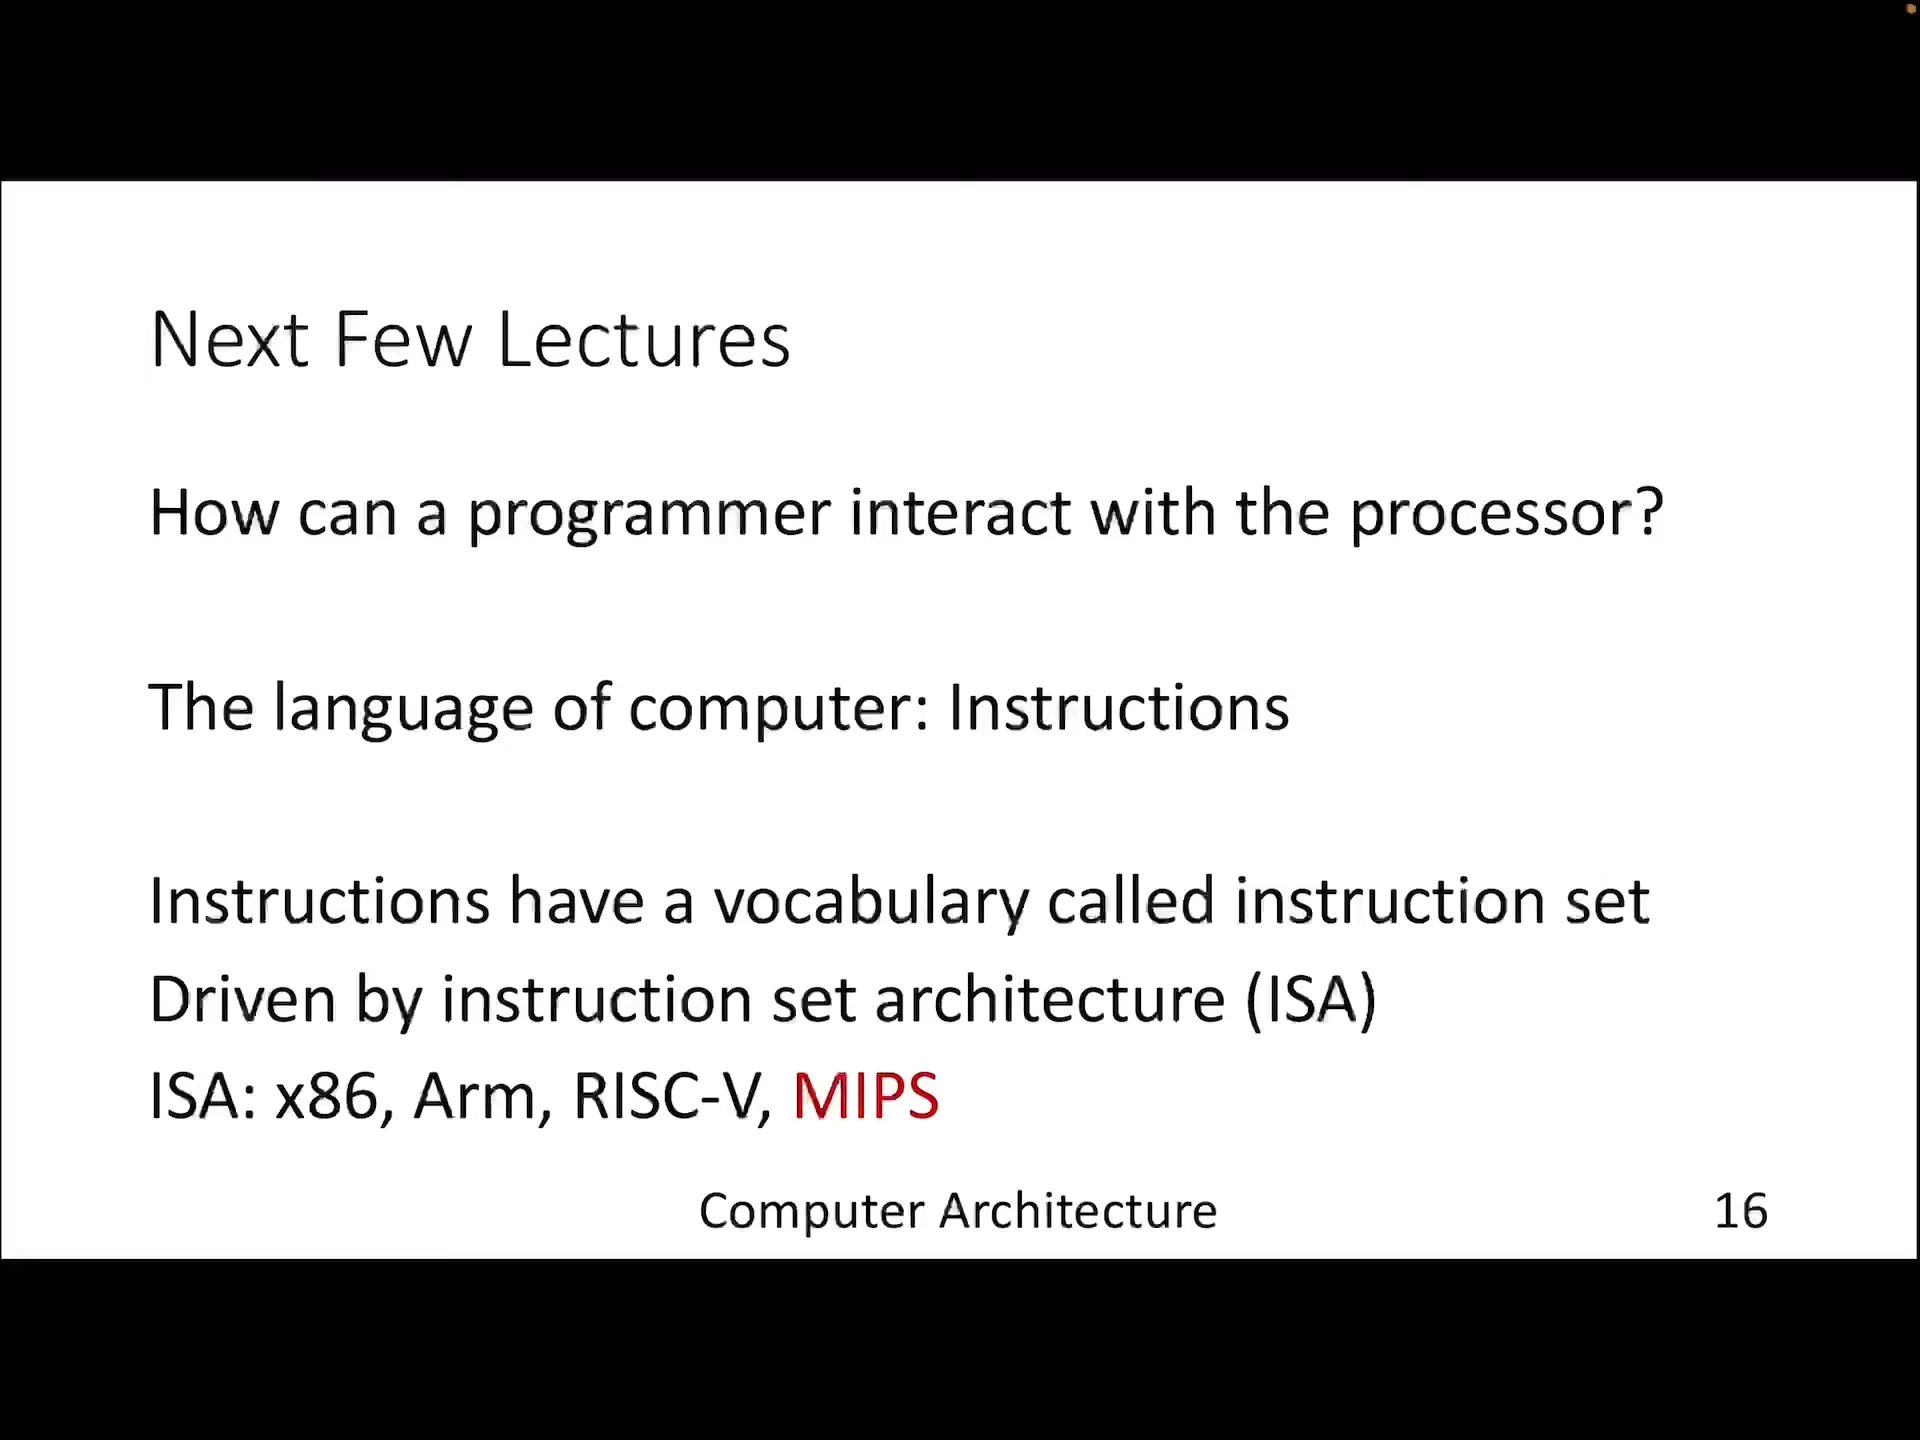 Next Few Lectures
How can a programmer interact with the processor?
The language of computer: Instructions
Instructions have a vocabulary called instruction set
Driven by instruction set architecture (ISA)
ISA: x86, Arm, RISC-V, MIPS
Computer Architecture
16